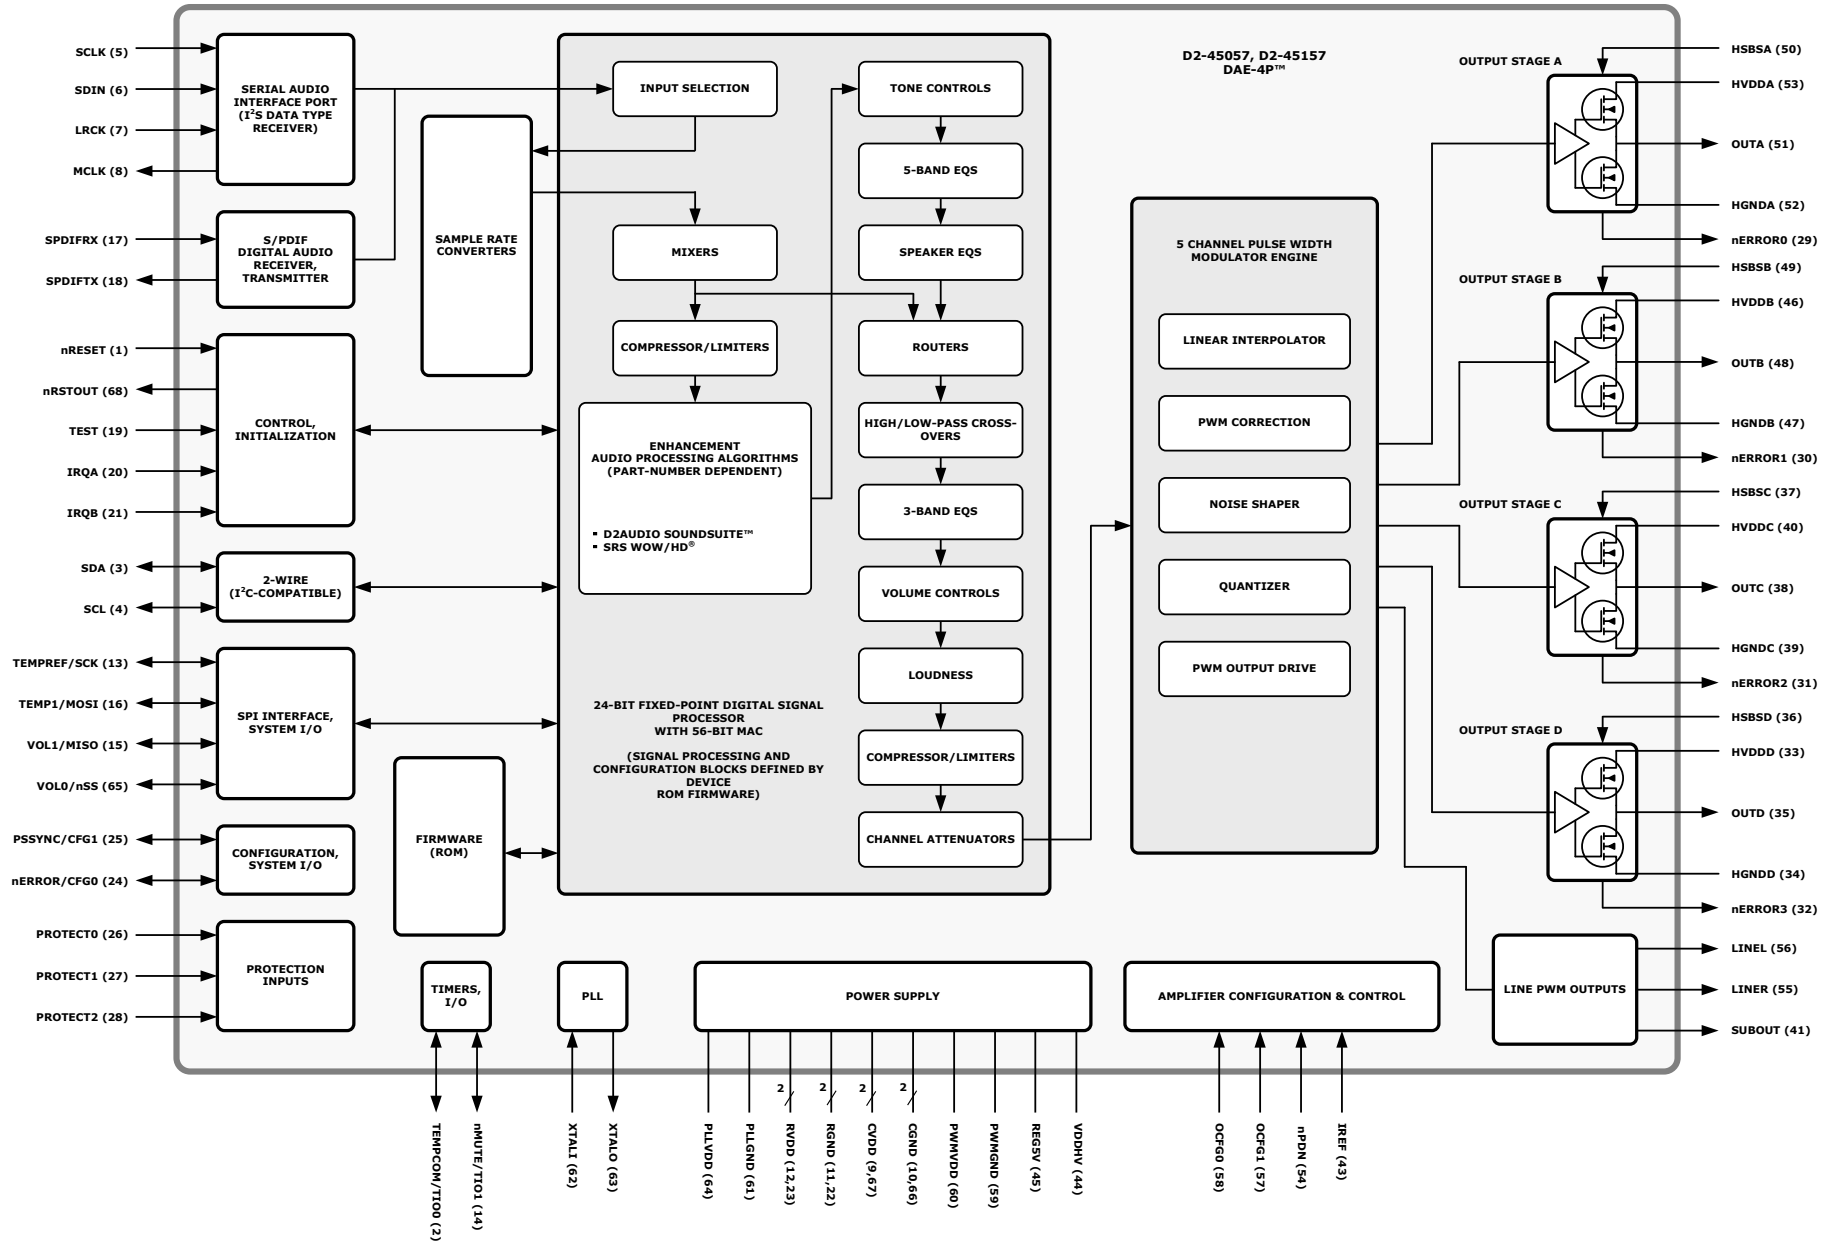 D2-45057, D2-45157
DAE-4P™
SCLK (5)
SDIN (6)
LRCK (7)
MCLK (8)
SERIAL AUDIO
INTERFACE PORT
(I²S DATA TYPE
RECEIVER)
SPDIFRX (17)
SPDIFTX (18)
S/PDIF
DIGITAL AUDIO
RECEIVER,
TRANSMITTER
nRESET (1)
nRSTOUT (68)
TEST (19)
IRQA (20)
IRQB (21)
CONTROL,
INITIALIZATION
SDA (3)
SCL (4)
2-WIRE
(I²C-COMPATIBLE)
TEMPREF/SCK (13)
TEMP1/MOSI (16)
VOL1/MISO (15)
VOL0/nSS (65)
SPI INTERFACE,
SYSTEM I/O
PSSYNC/CFG1 (25)
nERROR/CFG0 (24)
CONFIGURATION,
SYSTEM I/O
PROTECT0 (26)
PROTECT1 (27)
PROTECT2 (28)
PROTECTION
INPUTS
SAMPLE RATE
CONVERTERS
FIRMWARE
(ROM)
INPUT SELECTION
MIXERS
COMPRESSOR/LIMITERS
ENHANCEMENT
AUDIO PROCESSING ALGORITHMS
(PART-NUMBER DEPENDENT)
▪ D2AUDIO SOUNDSUITE™
▪ SRS WOW/HD®
24-BIT FIXED-POINT DIGITAL SIGNAL
PROCESSOR
WITH 56-BIT MAC
(SIGNAL PROCESSING AND
CONFIGURATION BLOCKS DEFINED BY
DEVICE
ROM FIRMWARE)
TONE CONTROLS
5-BAND EQS
SPEAKER EQS
ROUTERS
HIGH/LOW-PASS CROSS-
OVERS
3-BAND EQS
VOLUME CONTROLS
LOUDNESS
COMPRESSOR/LIMITERS
CHANNEL ATTENUATORS
5 CHANNEL PULSE WIDTH
MODULATOR ENGINE
LINEAR INTERPOLATOR
PWM CORRECTION
NOISE SHAPER
QUANTIZER
PWM OUTPUT DRIVE
OUTPUT STAGE A
HSBSA (50)
HVDDA (53)
OUTA (51)
HGNDA (52)
nERROR0 (29)
OUTPUT STAGE B
HSBSB (49)
HVDDB (46)
OUTB (48)
HGNDB (47)
nERROR1 (30)
OUTPUT STAGE C
HSBSC (37)
HVDDC (40)
OUTC (38)
HGNDC (39)
nERROR2 (31)
OUTPUT STAGE D
HSBSD (36)
HVDDD (33)
OUTD (35)
HGNDD (34)
nERROR3 (32)
LINE PWM OUTPUTS
LINEL (56)
LINER (55)
SUBOUT (41)
TIMERS,
I/O
TEMPCOM/TIO0 (2)
nMUTE/TIO1 (14)
PLL
XTALI (62)
XTALO (63)
POWER SUPPLY
2
2
2
2
PLLVDD (64)
PLLGND (61)
RVDD (12,23)
RGND (11,22)
CVDD (9,67)
CGND (10,66)
PWMVDD (60)
PWMGND (59)
REG5V (45)
VDDHV (44)
AMPLIFIER CONFIGURATION & CONTROL
OCFG0 (58)
OCFG1 (57)
nPDN (54)
IREF (43)